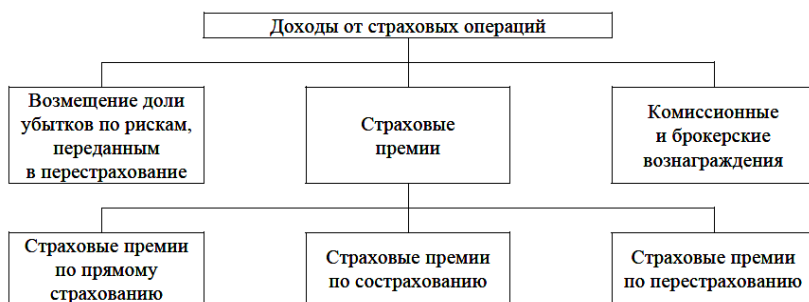 Доходы от страховых операций
Возмещение доли
убытков по рискам,
переданным
в перестрахование
Страховые
премии
Комиссионные
и брокерские
вознаграждения
Страховые премии
по прямому
страхованию
Страховые премии
по сострахованию
Страховые премии
по перестрахованию